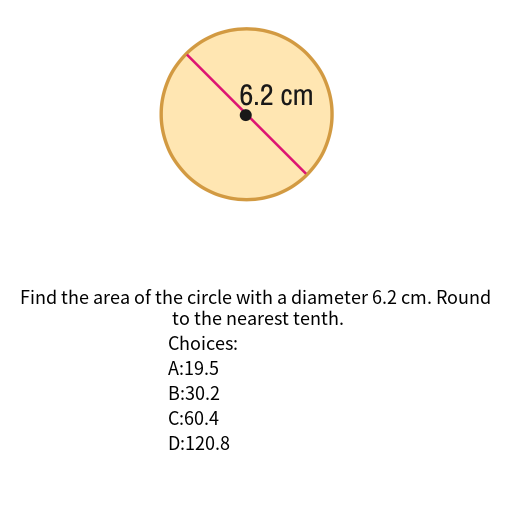 6.2 cm
Find the area of the circle with a diameter 6.2 cm. Round
to the nearest tenth.
Choices:
A:19.5
B:30.2
C:60.4
D:120.8